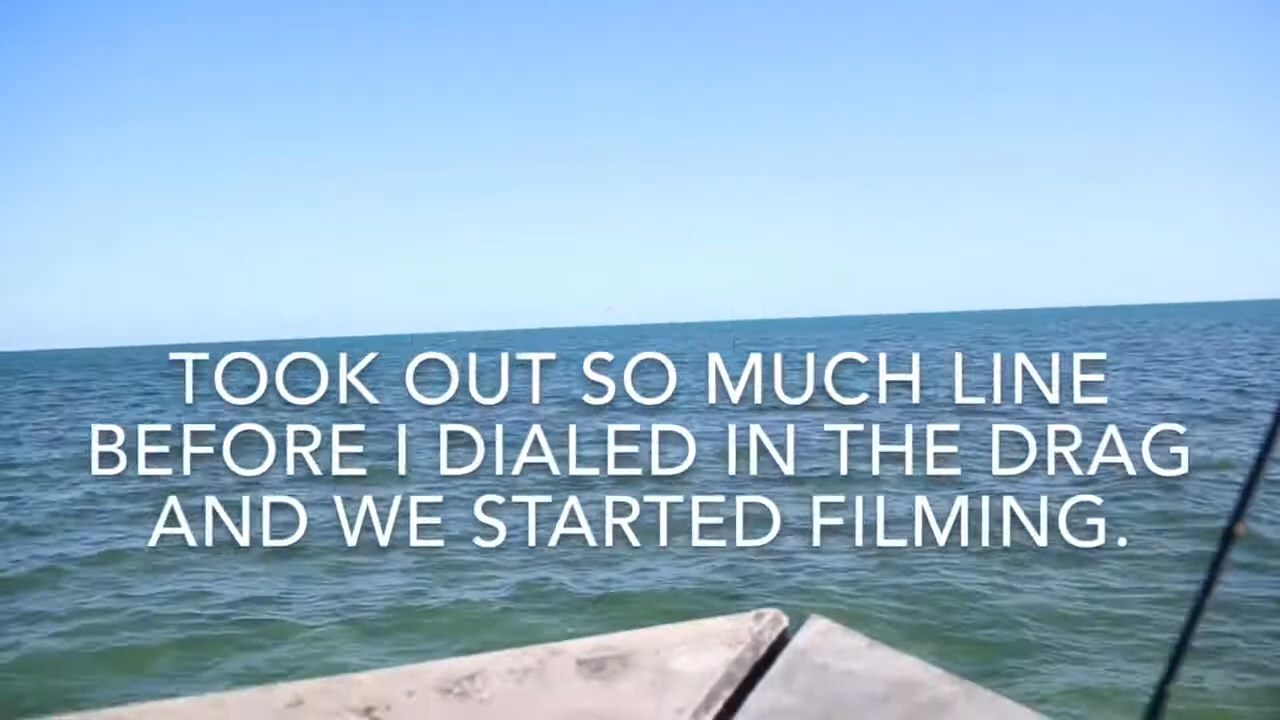 TOOK OUT SO MUCH LINE
BEFORE I DIALED IN THE DRAG
AND WE STARTED FILMING.